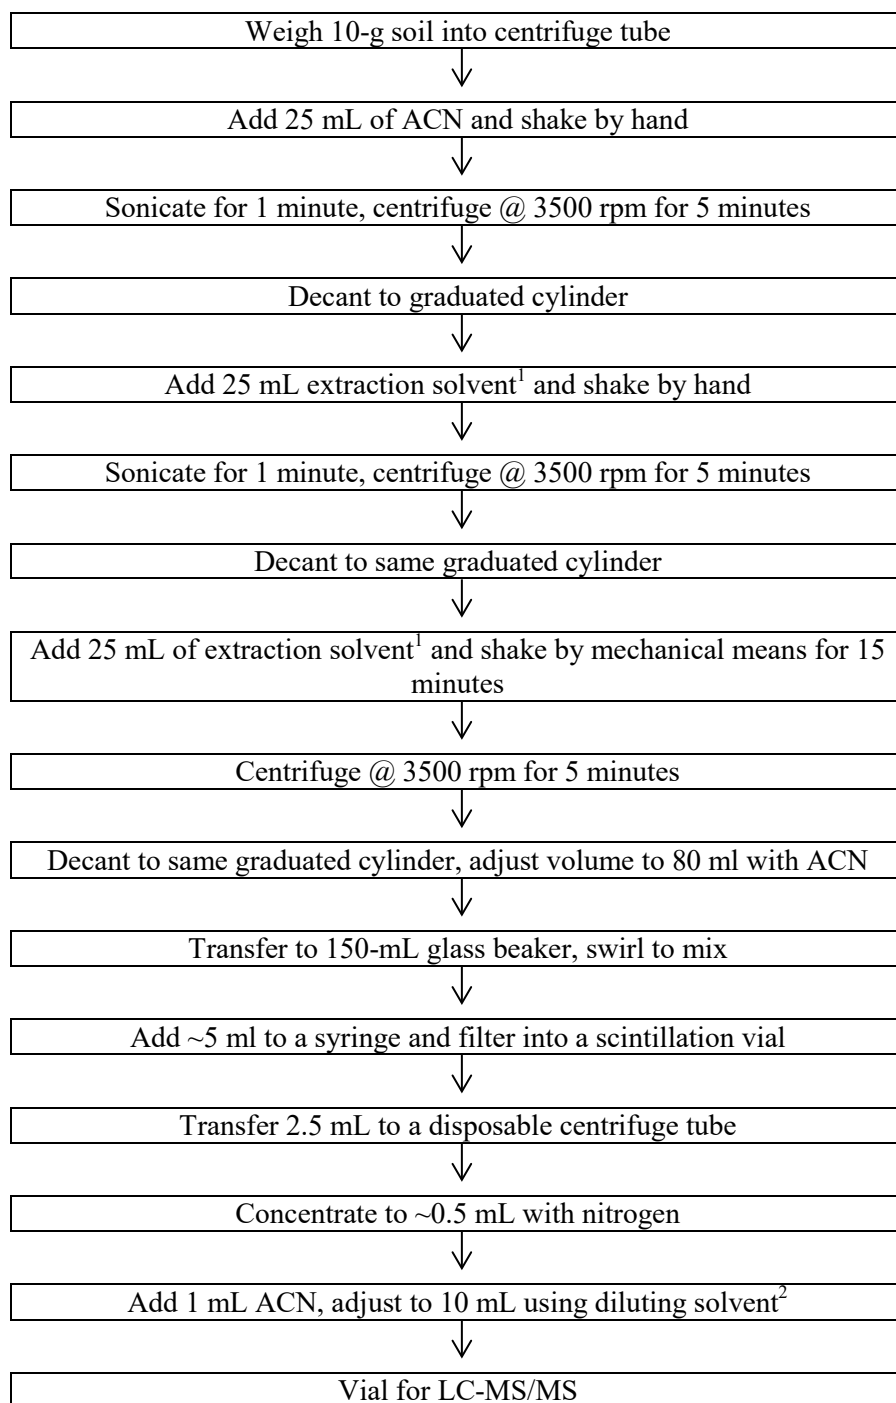 Weigh 10-g soil into centrifuge tube
Add 25 mL of ACN and shake by hand
Sonicate for 1 minute, centrifuge @ 3500 rpm for 5 minutes
Decant to graduated cylinder
Add 25 mL extraction solvent¹ and shake by hand
Sonicate for 1 minute, centrifuge @ 3500 rpm for 5 minutes
Decant to same graduated cylinder
Add 25 mL of extraction solvent¹ and shake by mechanical means for 15
minutes
Centrifuge @ 3500 rpm for 5 minutes
Decant to same graduated cylinder, adjust volume to 80 ml with ACN
Transfer to 150-mL glass beaker, swirl to mix
Add ~5 ml to a syringe and filter into a scintillation vial
Transfer 2.5 mL to a disposable centrifuge tube
Concentrate to ~0.5 mL with nitrogen
Add 1 mL ACN, adjust to 10 mL using diluting solvent²
Vial for LC-MS/MS